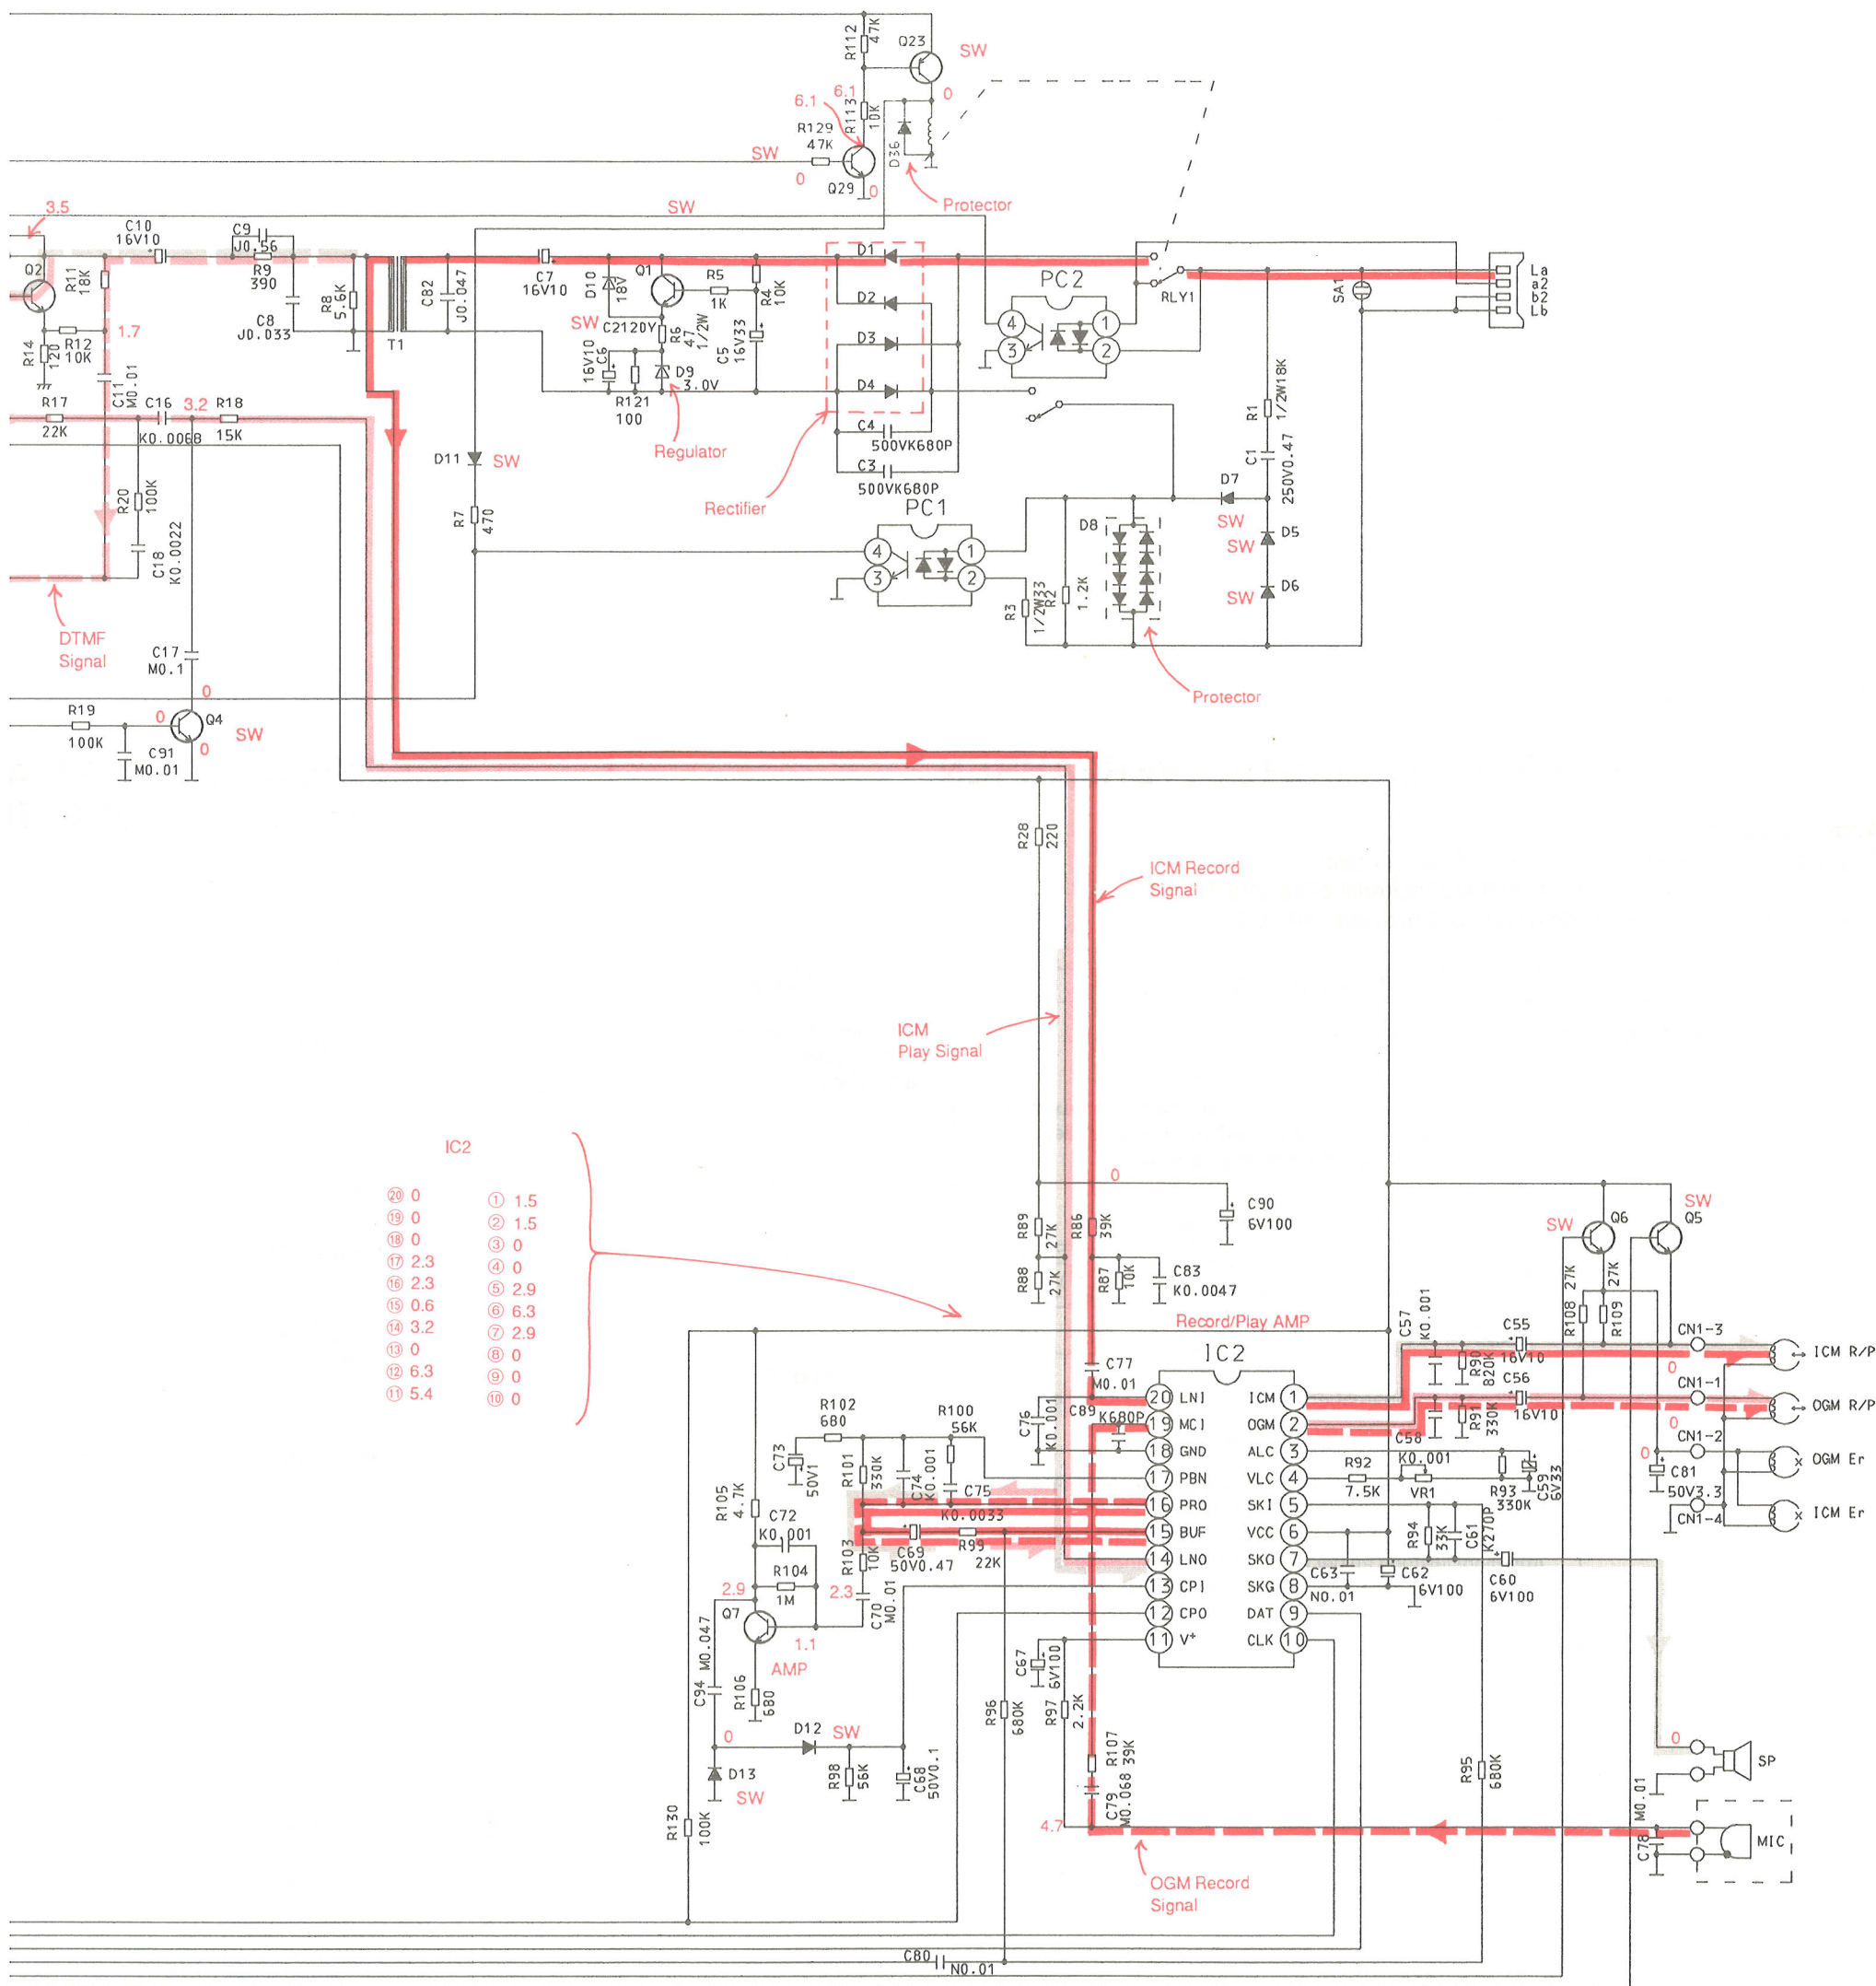 R112
47K
Q23
SW
6.1
6.1
R113
10K
0
R129
47K
D36
SW
0
Q29
0
Protector
3.5
SW
C10
16V10
C9
J0.56
R9
390
Q2
R11
18K
C8
J0.033
R8
5.6K
T1
C82
J0.047
C7
16V10
D10
18V
Q1
R5
1K
R4
10K
SW
C2120Y
R6
47
1/2W
C5
16V33
16V10
C6
D9
3.0V
R121
100
Regulator
D1
D2
D3
D4
C4
500VK680P
C3
500VK680P
Rectifier
PC2
4
3
1
2
RLY1
SA1
La
a2
b2
Lb
R1
1/2W18K
C1
250V0.47
1.7
R14
120
R12
10K
C11
M0.01
R17
22K
C16
K0.0068
3.2
R18
15K
R20
100K
C18
K0.0022
D11
SW
R7
470
PC1
4
3
1
2
D8
D7
SW
D5
SW
D6
SW
R3
1/2W33
R2
1.2K
Protector
DTMF
Signal
C17
M0.1
0
R19
100K
0
Q4
0
SW
C91
M0.01
R28
220
ICM Record
Signal
ICM
Play Signal
IC2
⑳ 0
⑲ 0
⑱ 0
⑰ 2.3
⑯ 2.3
⑮ 0.6
⑭ 3.2
⑬ 0
⑫ 6.3
⑪ 5.4
① 1.5
② 1.5
③ 0
④ 0
⑤ 2.9
⑥ 6.3
⑦ 2.9
⑧ 0
⑨ 0
⑩ 0
0
C90
6V100
R89
27K
R86
39K
R88
27K
R87
10K
C83
K0.0047
SW
Q6
SW
Q5
Record/Play AMP
IC2
C77
M0.01
20 LNI
19 MCI
18 GND
17 PBN
16 PRO
15 BUF
14 LNO
13 CPI
12 CPO
11 V+
ICM 1
OGM 2
ALC 3
VLC 4
SKI 5
VCC 6
SKO 7
SKG 8
DAT 9
CLK 10
C57
K0.001
R90
820K
C55
16V10
R108
27K
R109
27K
CN1-3
0
ICM R/P
C56
16V10
R91
330K
CN1-1
0
OGM R/P
C58
K0.001
CN1-2
0
OGM Er
C81
50V3.3
CN1-4
ICM Er
R92
7.5K
VR1
R93
330K
C59
6V33
R94
33K
C61
K270P
C63
N0.01
C62
6V100
C60
6V100
C76
K0.001
C89
K680P
R102
680
R100
56K
C73
50V1
R101
330K
C74
K0.001
C75
K0.0033
R105
4.7K
C72
K0.001
R103
10K
C69
50V0.47
R99
22K
2.9
R104
1M
2.3
C70
M0.01
Q7
1.1
AMP
C94
M0.047
R106
680
0
D12
SW
D13
SW
R98
56K
C68
50V0.1
C67
6V100
R96
680K
R97
2.2K
R107
39K
C79
M0.068
4.7
R95
680K
0
SP
M0.01
C78
MIC
R130
100K
OGM Record
Signal
C80
N0.01